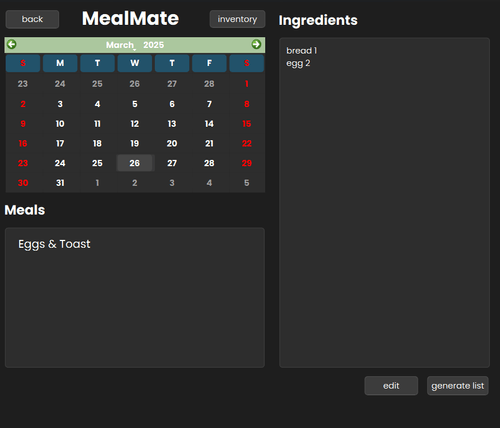 back
MealMate
inventory
March, 2025
S M T W T F S
23 24 25 26 27 28 1
2 3 4 5 6 7 8
9 10 11 12 13 14 15
16 17 18 19 20 21 22
23 24 25 26 27 28 29
30 31 1 2 3 4 5
Meals
Eggs & Toast
Ingredients
bread 1
egg 2
edit
generate list